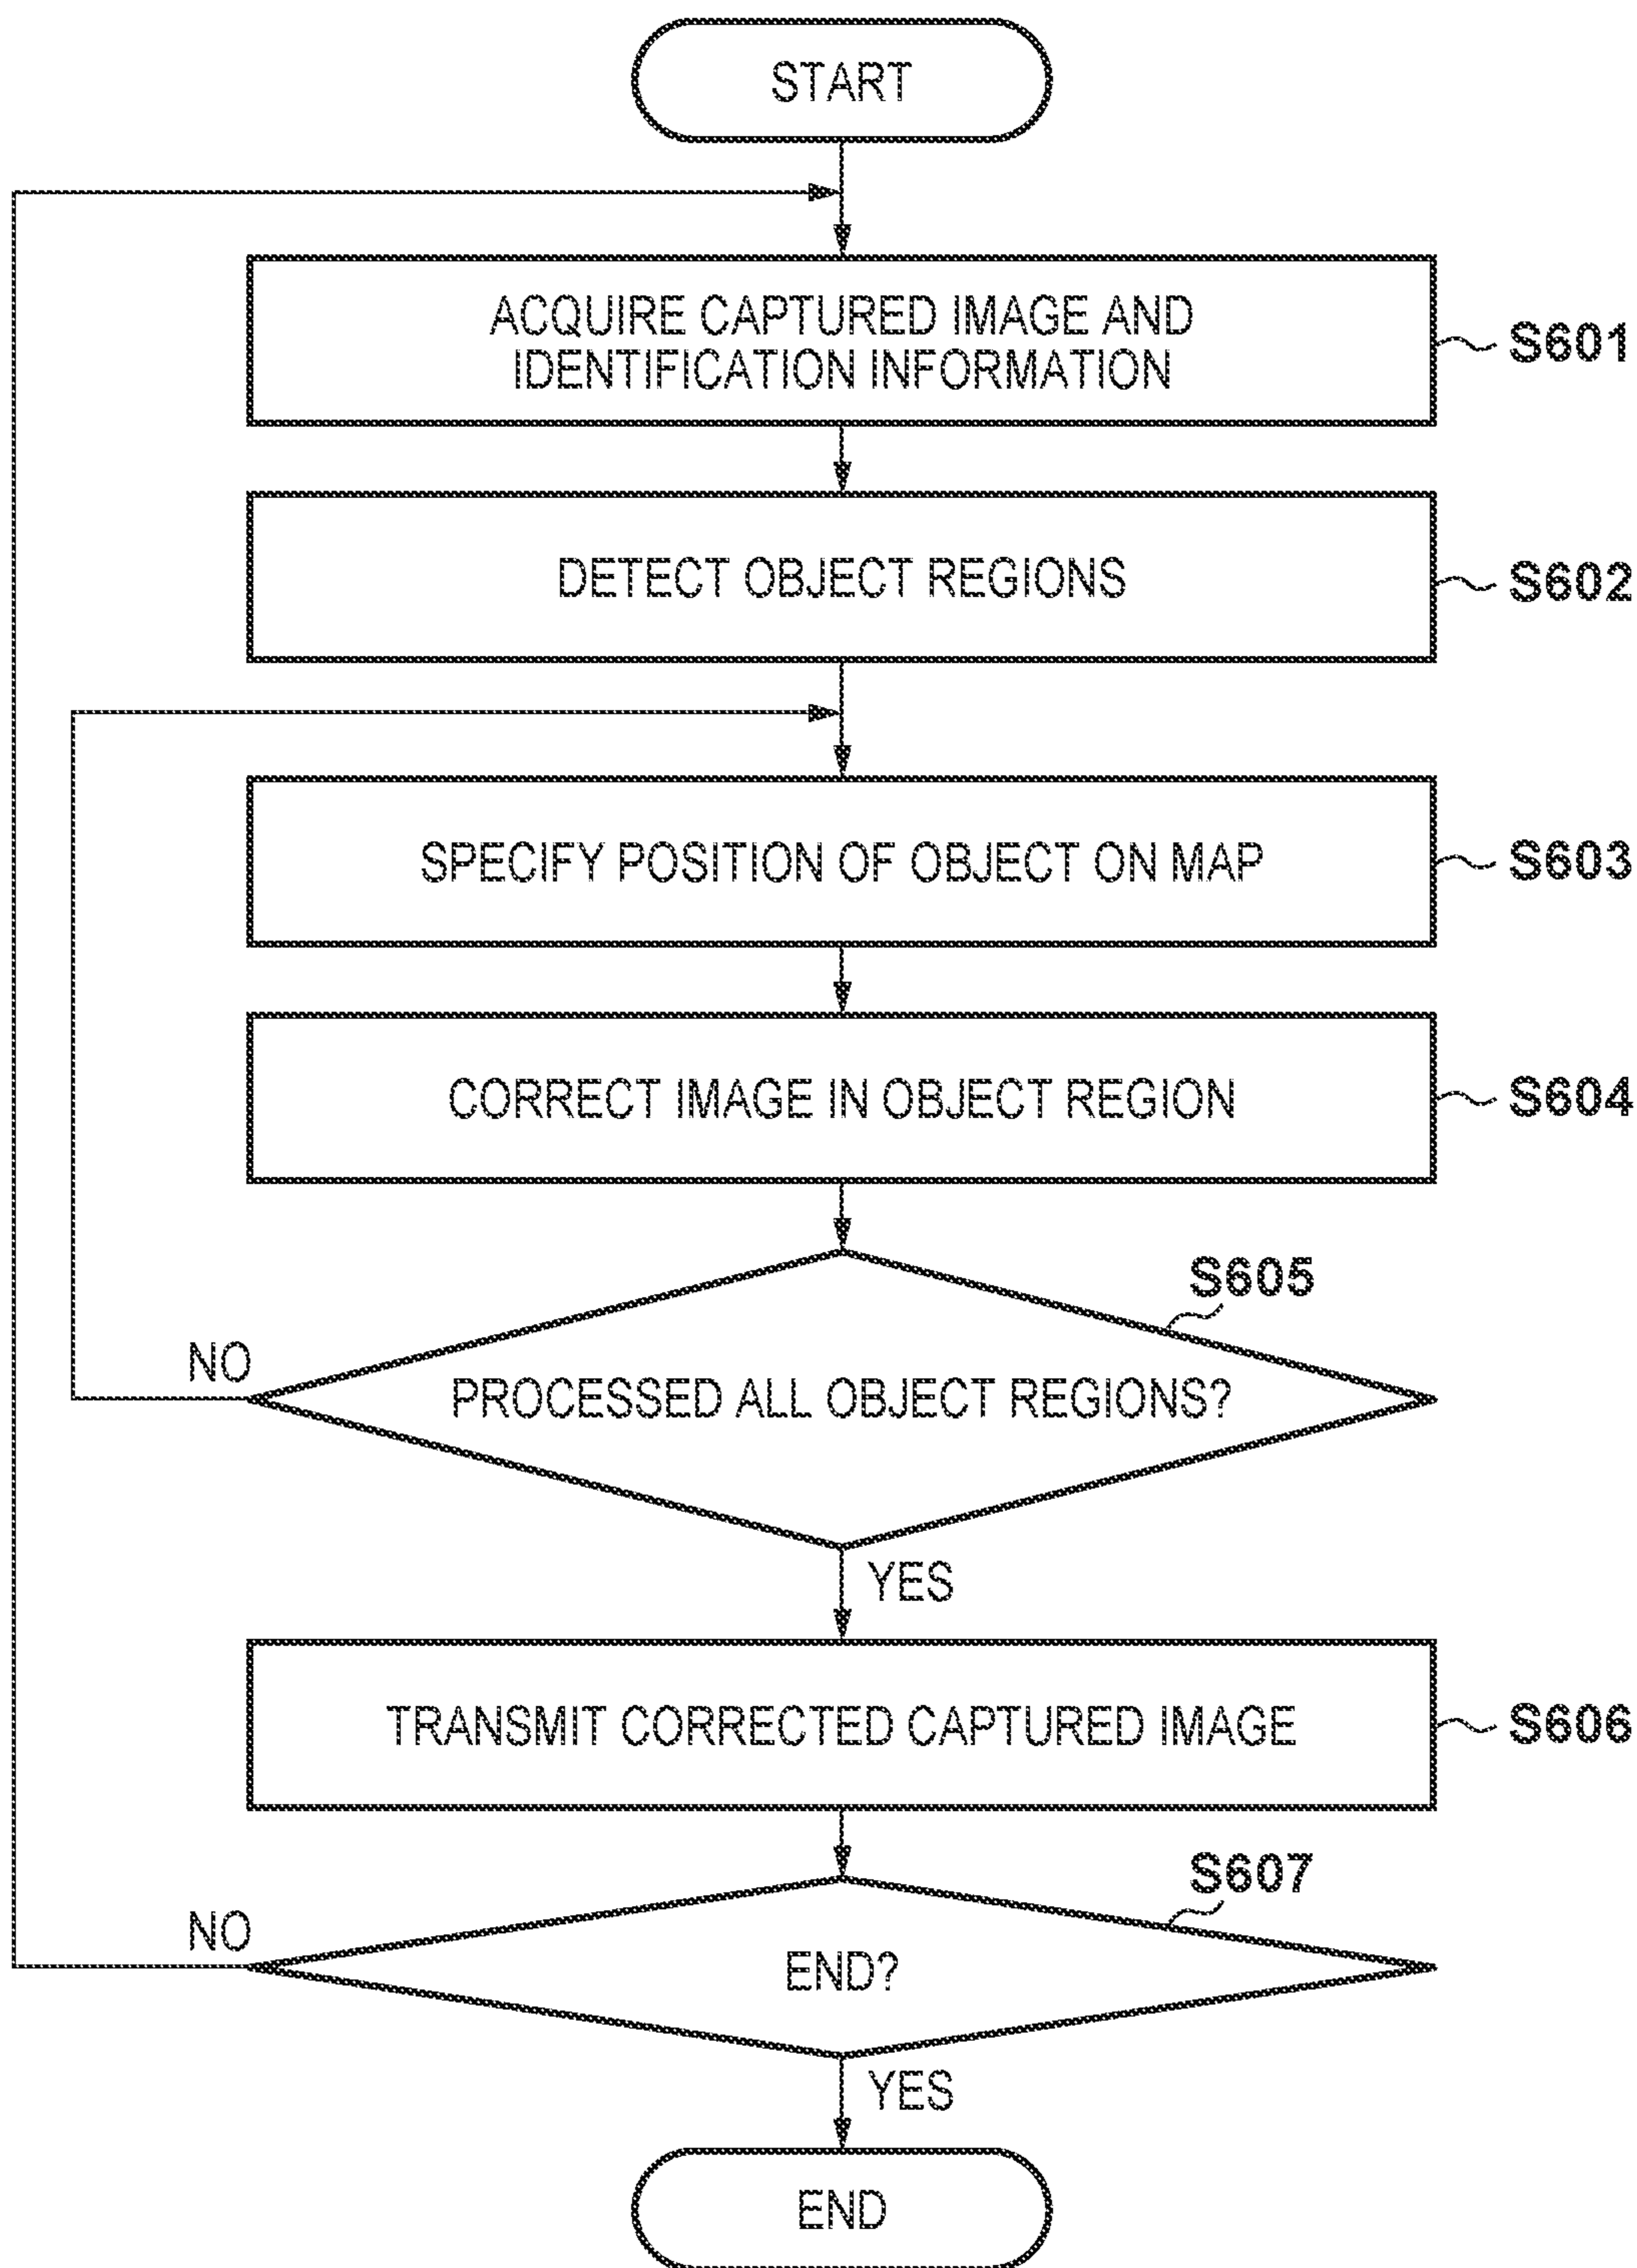 START
ACQUIRE CAPTURED IMAGE AND
IDENTIFICATION INFORMATION
S601
DETECT OBJECT REGIONS
S602
SPECIFY POSITION OF OBJECT ON MAP
S603
CORRECT IMAGE IN OBJECT REGION
S604
S605
NO
PROCESSED ALL OBJECT REGIONS?
YES
TRANSMIT CORRECTED CAPTURED IMAGE
S606
S607
NO
END?
YES
END